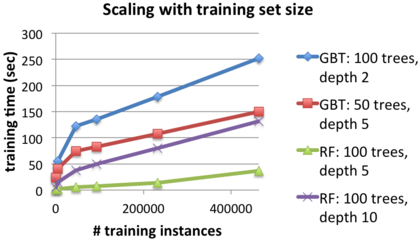 Scaling with training set size
300
250
200
150
100
50
0
training time (sec)
0
200000
400000
# training instances
GBT: 100 trees,
depth 2
GBT: 50 trees,
depth 5
RF: 100 trees,
depth 5
RF: 100 trees,
depth 10